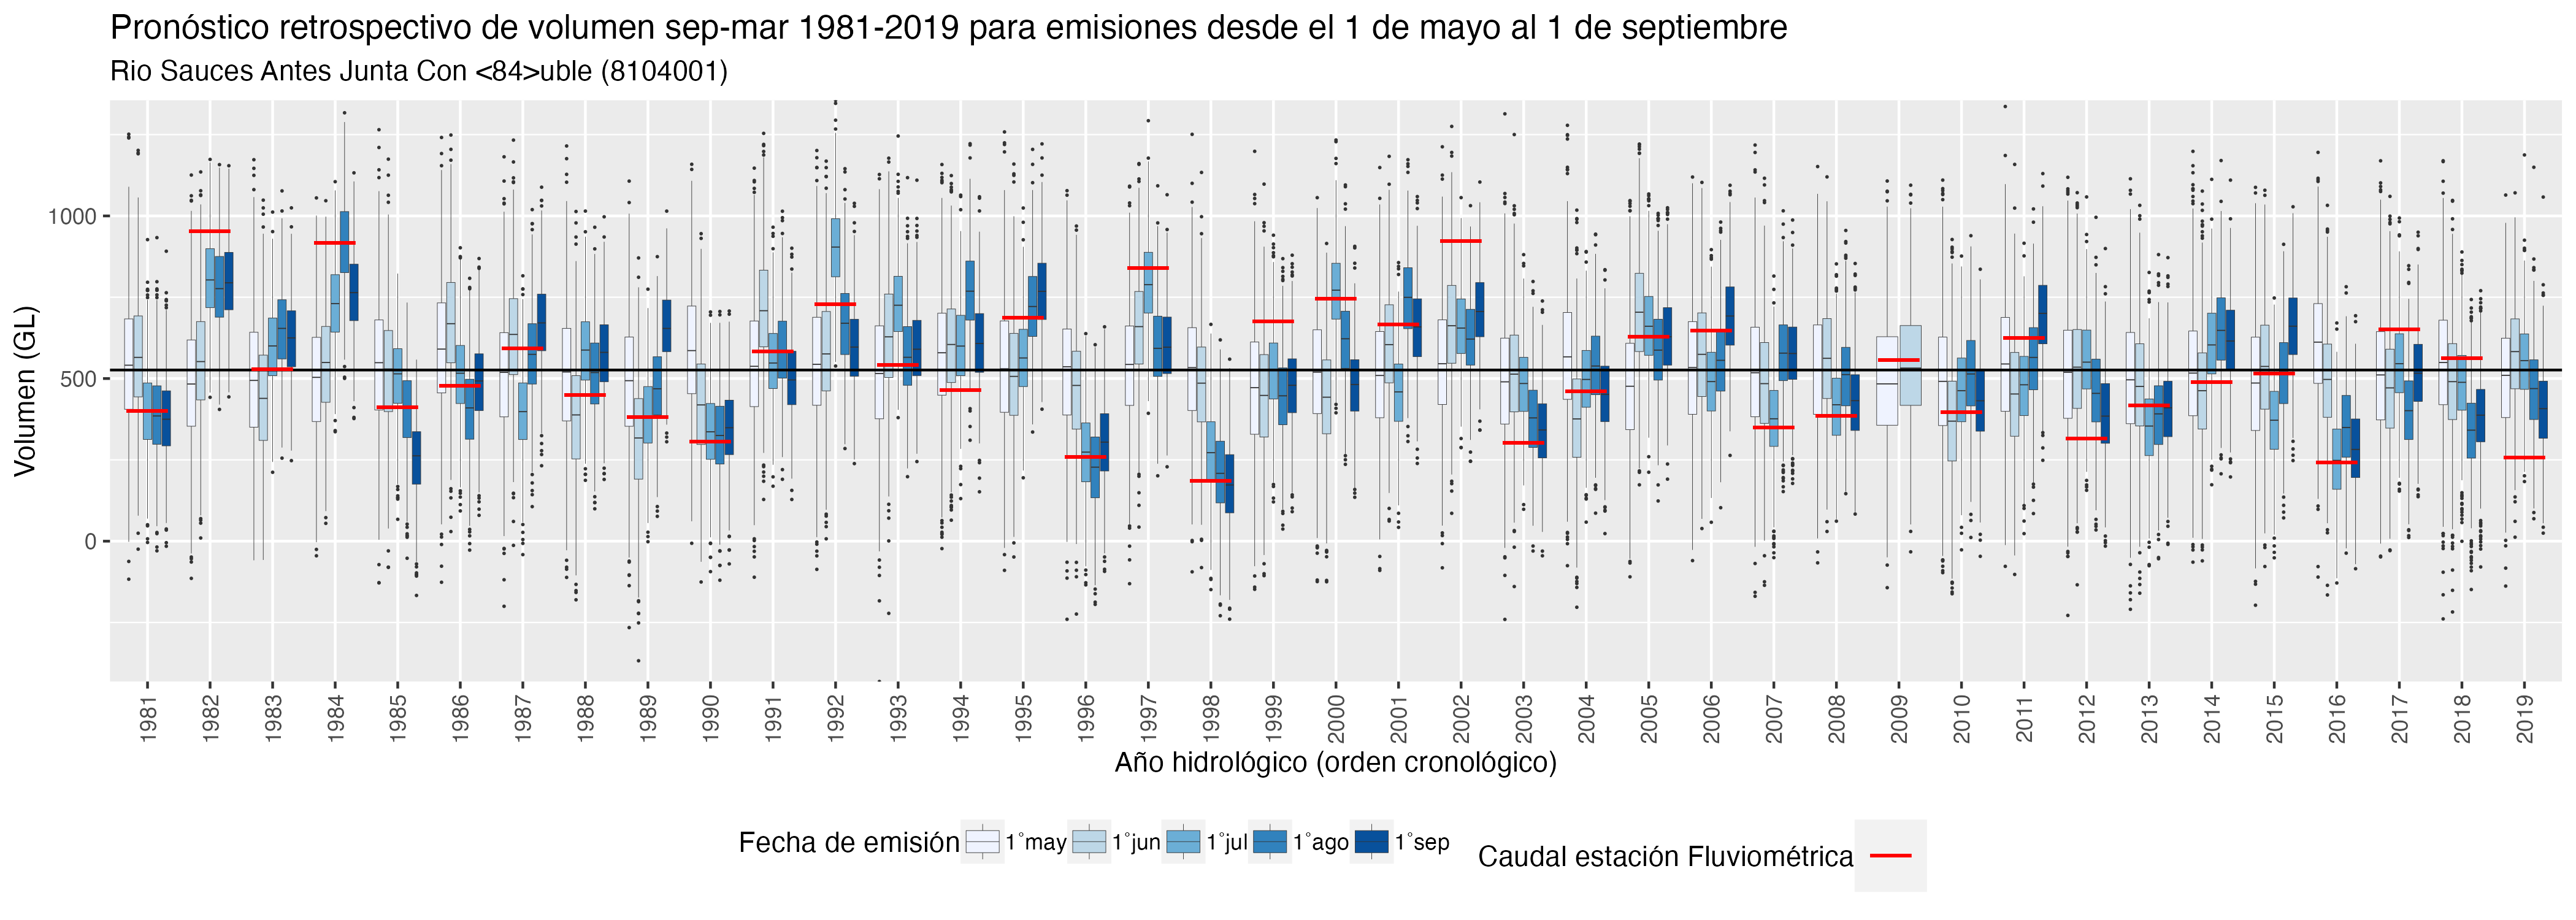 Pronóstico retrospectivo de volumen sep-mar 1981-2019 para emisiones desde el 1 de mayo al 1 de septiembre
Rio Sauces Antes Junta Con <84>uble (8104001)
Volumen (GL)
1000
500
0
1981 1982 1983 1984 1985 1986 1987 1988 1989 1990 1991 1992 1993 1994 1995 1996 1997 1998 1999 2000 2001 2002 2003 2004 2005 2006 2007 2008 2009 2010 2011 2012 2013 2014 2015 2016 2017 2018 2019
Año hidrológico (orden cronológico)
Fecha de emisión 1°may 1°jun 1°jul 1°ago 1°sep Caudal estación Fluviométrica